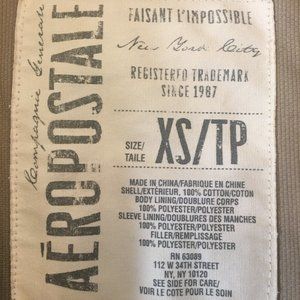 Compagnie Generale
AÉROPOSTALE
FAISANT L'IMPOSSIBLE
New York City
REGISTERED TRADEMARK
SINCE 1987
SIZE/
TAILE
XS/TP
MADE IN CHINA/FABRIQUE EN CHINE
SHELL/EXTERIEUR, 100% COTTON/COTON
BODY LINING/DOUBLURE CORPS
100% POLYESTER/POLYESTER
SLEEVE LINING/DOUBLURES DES MANCHES
100% POLYESTER/POLYESTER
FILLER/REMPLISSAGE
100% POLYESTER/POLYESTER
RN 63089
112 W 34TH STREET
NY, NY, 10120
SEE SIDE FOR CARE/
VOIR LE COTE POUR LE SOIN